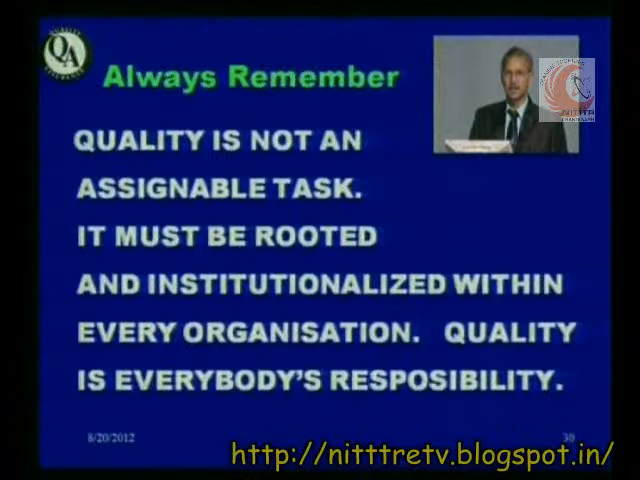 QA
Always Remember
QUALITY IS NOT AN
ASSIGNABLE TASK.
IT MUST BE ROOTED
AND INSTITUTIONALIZED WITHIN
EVERY ORGANISATION. QUALITY
IS EVERYBODY'S RESPOSIBILITY.
8/20/2012
30
http://nitttretv.blogspot.in/